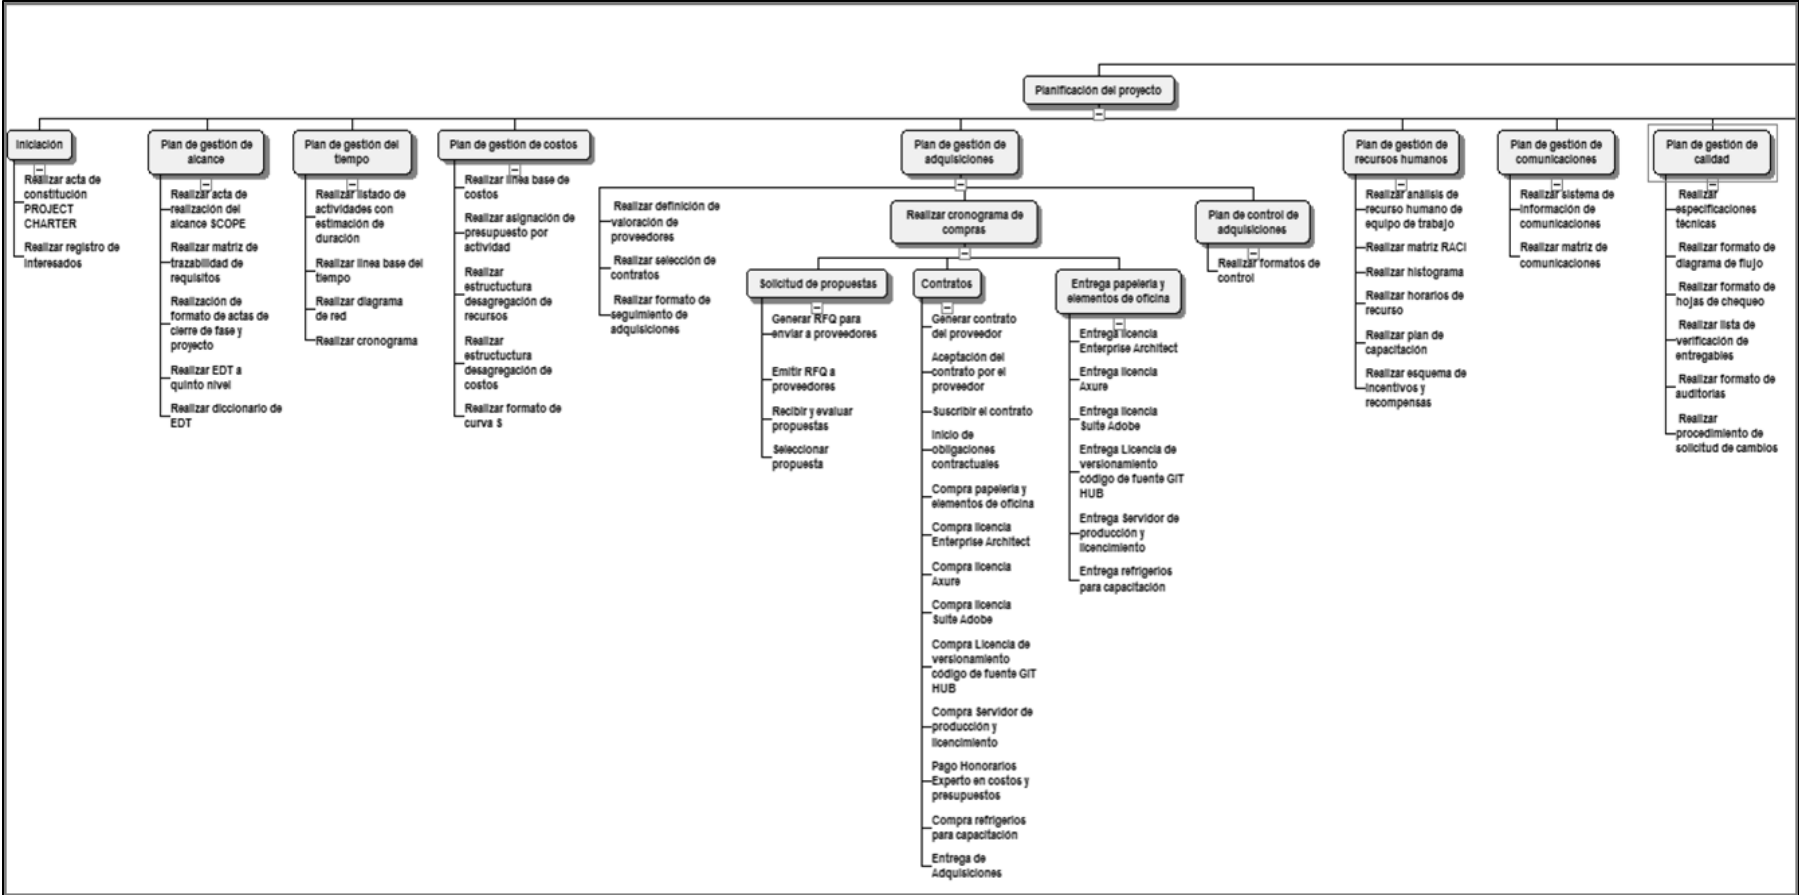 Planificación del proyecto
Iniciación
Realizar acta de
constitución
PROJECT
CHARTER
Realizar registro de
interesados
Plan de gestión de
alcance
Realizar acta de
realización del
alcance SCOPE
Realizar matriz de
trazabilidad de
requisitos
Realización de
formato de actas de
cierre de fase y
proyecto
Realizar EDT a
quinto nivel
Realizar diccionario de
EDT
Plan de gestión del
tiempo
Realizar listado de
actividades con
estimación de
duración
Realizar linea base del
tiempo
Realizar diagrama
de red
Realizar cronograma
Plan de gestión de costos
Realizar linea base de
costos
Realizar asignación de
presupuesto por
actividad
Realizar
estructuctura
desagregación de
recursos
Realizar
estructuctura
desagregación de
costos
Realizar formato de
curva S
Plan de gestión de
adquisiciones
Realizar definición de
valoración de
proveedores
Realizar selección de
contratos
Realizar formato de
seguimiento de
adquisiciones
Realizar cronograma de
compras
Solicitud de propuestas
Generar RFQ para
enviar a proveedores
Emitir RFQ a
proveedores
Recibir y evaluar
propuestas
Seleccionar
propuesta
Contratos
Generar contrato
del proveedor
Aceptación del
contrato por el
proveedor
Suscribir el contrato
Inicio de
obligaciones
contractuales
Compra papeleria y
elementos de oficina
Compra licencia
Enterprise Architect
Compra licencia
Axure
Compra licencia
Suite Adobe
Compra Licencia de
versionamiento
código de fuente GIT
HUB
Compra Servidor de
producción y
licencimiento
Pago Honorarios
Experto en costos y
presupuestos
Compra refrigerios
para capacitación
Entrega de
Adquisiciones
Entrega papeleria y
elementos de oficina
Entrega licencia
Enterprise Architect
Entrega licencia
Axure
Entrega licencia
Suite Adobe
Entrega Licencia de
versionamiento
código de fuente GIT
HUB
Entrega Servidor de
producción y
licencimiento
Entrega refrigerios
para capacitación
Plan de control de
adquisiciones
Realizar formatos de
control
Plan de gestión de
recursos humanos
Realizar análisis de
recurso humano de
equipo de trabajo
Realizar matriz RACI
Realizar histograma
Realizar horarios de
recurso
Realizar plan de
capacitación
Realizar esquema de
incentivos y
recompensas
Plan de gestión de
comunicaciones
Realizar sistema de
información de
comunicaciones
Realizar matriz de
comunicaciones
Plan de gestión de
calidad
Realizar
especificaciones
técnicas
Realizar formato de
diagrama de flujo
Realizar formato de
hojas de chequeo
Realizar lista de
verificación de
entregables
Realizar formato de
auditorias
Realizar
procedimiento de
solicitud de cambios